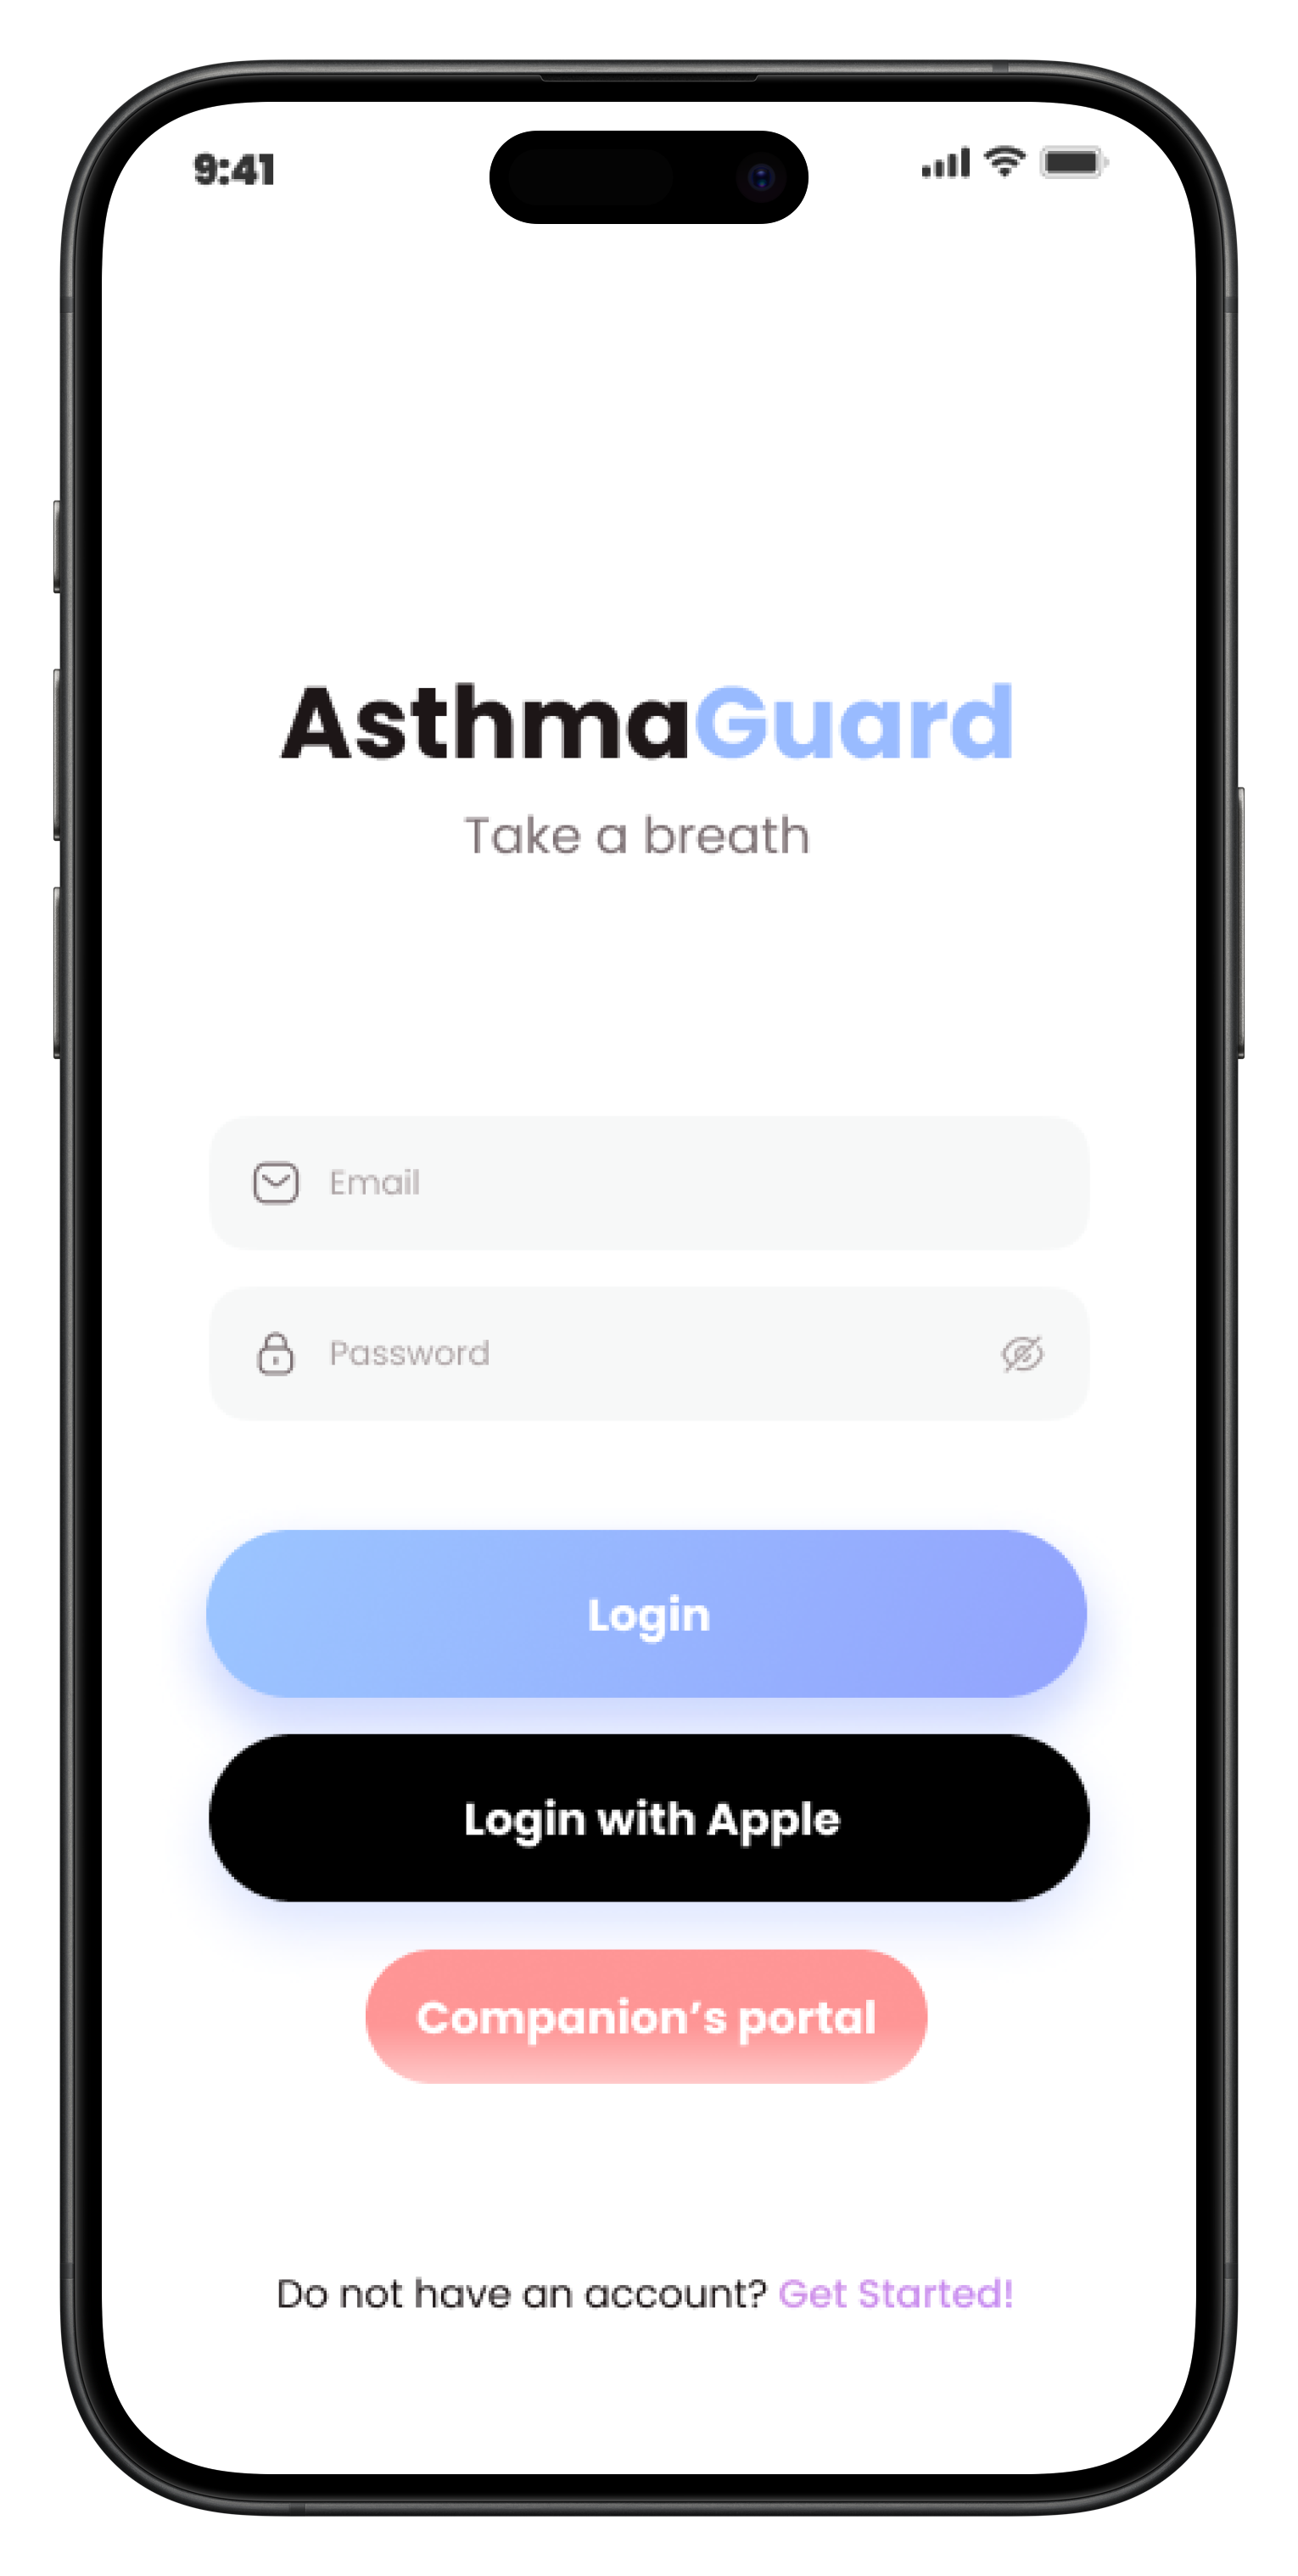 9:41
AsthmaGuard
Take a breath
Email
Password
Login
Login with Apple
Companion’s portal
Do not have an account? Get Started!